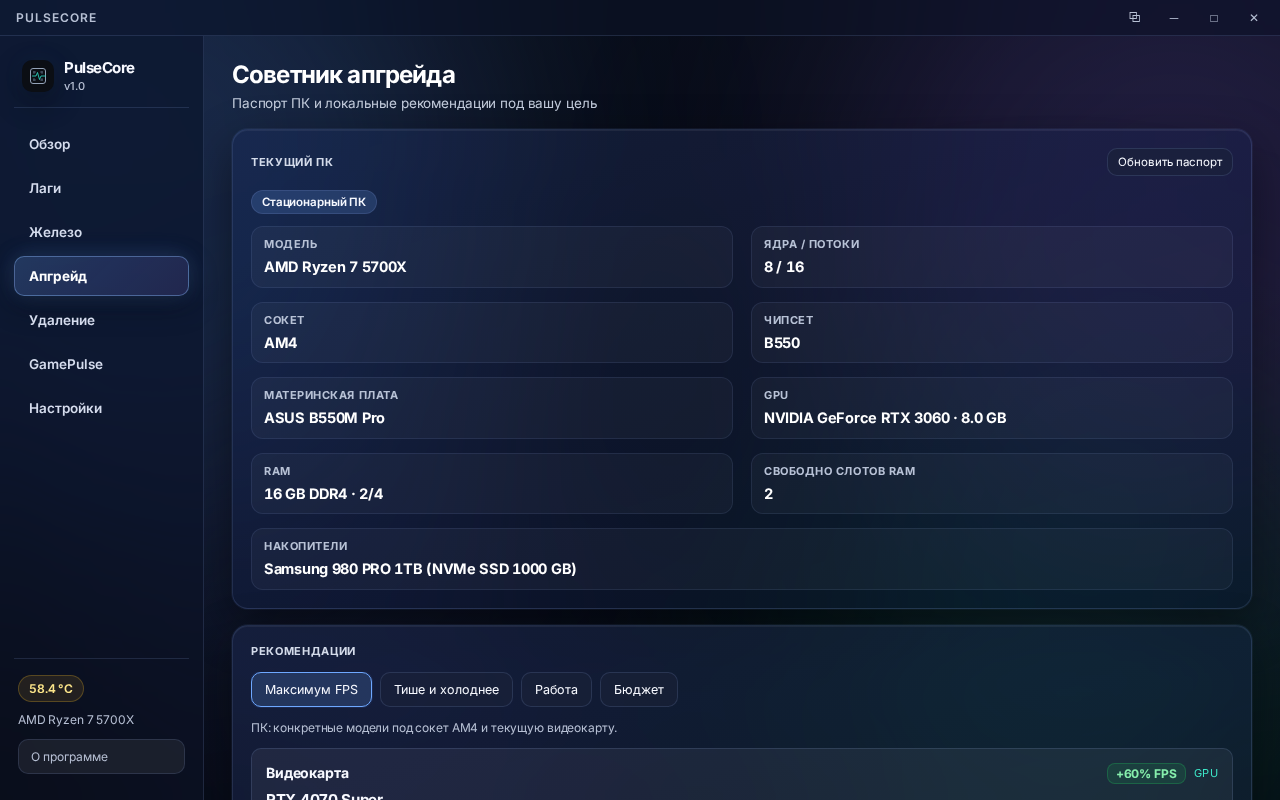 PULSECORE
PulseCore
v1.0
Обзор
Лаги
Железо
Апгрейд
Удаление
GamePulse
Настройки
58.4 °C
AMD Ryzen 7 5700X
О программе
Советник апгрейда
Паспорт ПК и локальные рекомендации под вашу цель
ТЕКУЩИЙ ПК
Обновить паспорт
Стационарный ПК
МОДЕЛЬ
AMD Ryzen 7 5700X
ЯДРА / ПОТОКИ
8 / 16
СОКЕТ
AM4
ЧИПСЕТ
B550
МАТЕРИНСКАЯ ПЛАТА
ASUS B550M Pro
GPU
NVIDIA GeForce RTX 3060 · 8.0 GB
RAM
16 GB DDR4 · 2/4
СВОБОДНО СЛОТОВ RAM
2
НАКОПИТЕЛИ
Samsung 980 PRO 1TB (NVMe SSD 1000 GB)
РЕКОМЕНДАЦИИ
Максимум FPS
Тише и холоднее
Работа
Бюджет
ПК: конкретные модели под сокет AM4 и текущую видеокарту.
Видеокарта
+60% FPS
GPU
RTX 4070 Super